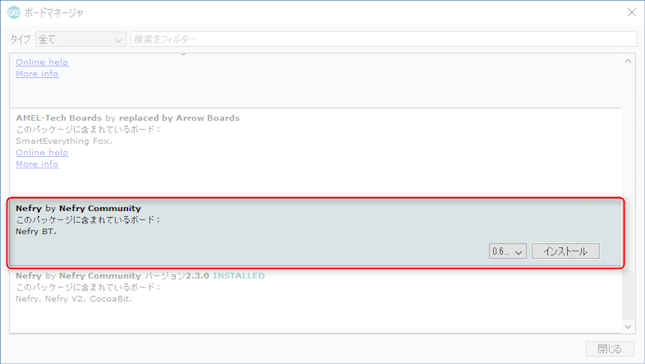 ボードマネージャ
タイプ 全て 検索をフィルタ…
Online help
More info
AMEL-Tech Boards by replaced by Arrow Boards
このパッケージに含まれているボード：
SmartEverything Fox.
Online help
More info
Nefry by Nefry Community
このパッケージに含まれているボード：
Nefry BT.
0.6... インストール
Nefry by Nefry Community バージョン2.3.0 INSTALLED
このパッケージに含まれているボード：
Nefry, Nefry V2, CocoaBit.
閉じる